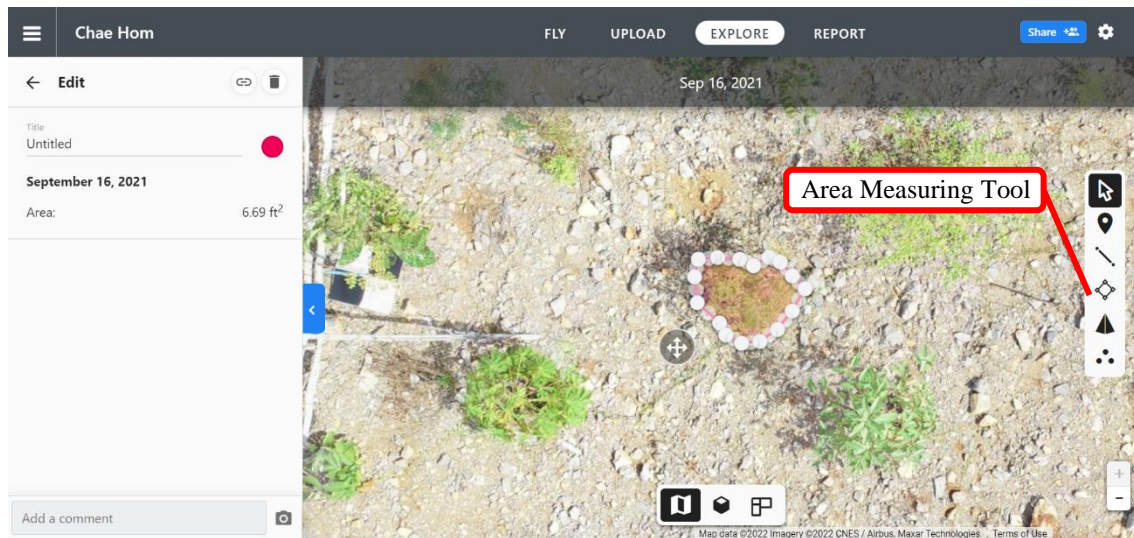 Chae Hom
FLY
UPLOAD
EXPLORE
REPORT
Share
Edit
Sep 16, 2021
Title
Untitled
September 16, 2021
Area:
6.69 ft²
Area Measuring Tool
Add a comment
Map data ©2022 Imagery ©2022 CNES / Airbus, Maxar Technologies
Terms of Use